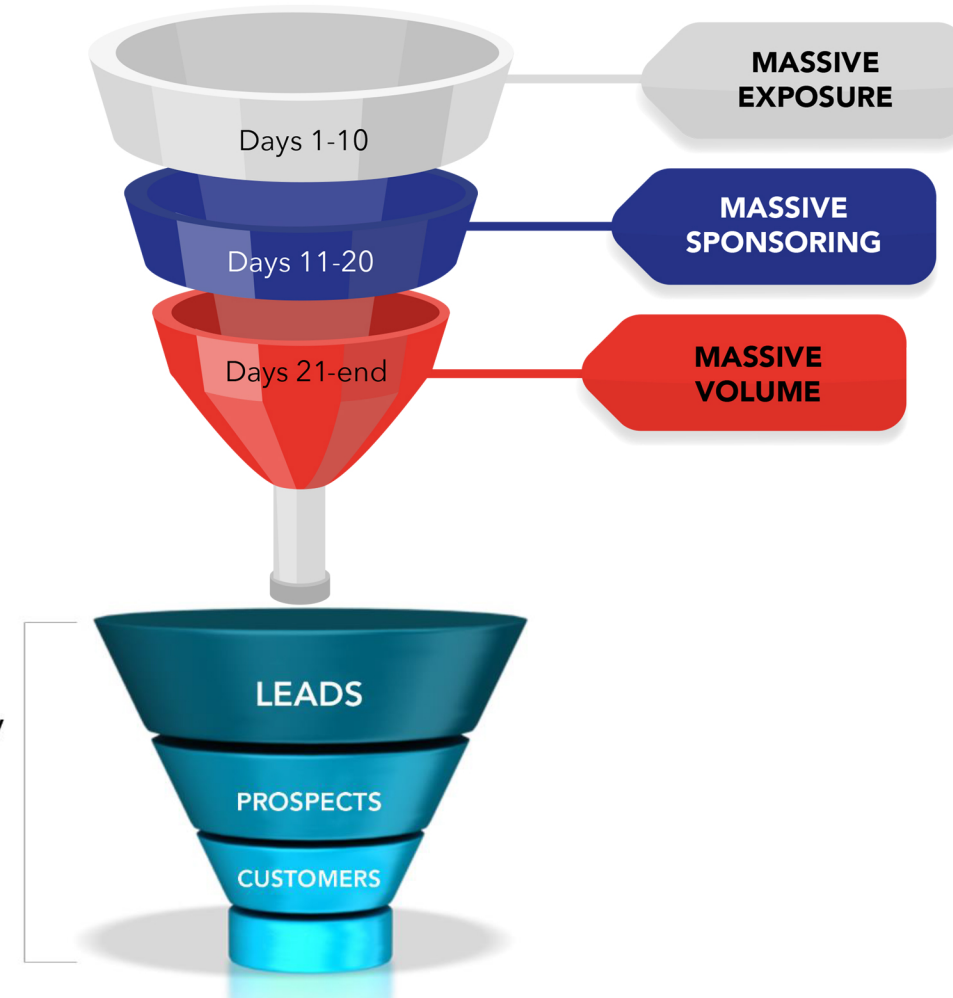 MASSIVE
EXPOSURE
Days 1-10
MASSIVE
SPONSORING
Days 11-20
MASSIVE
VOLUME
Days 21-end
LEADS
PROSPECTS
CUSTOMERS